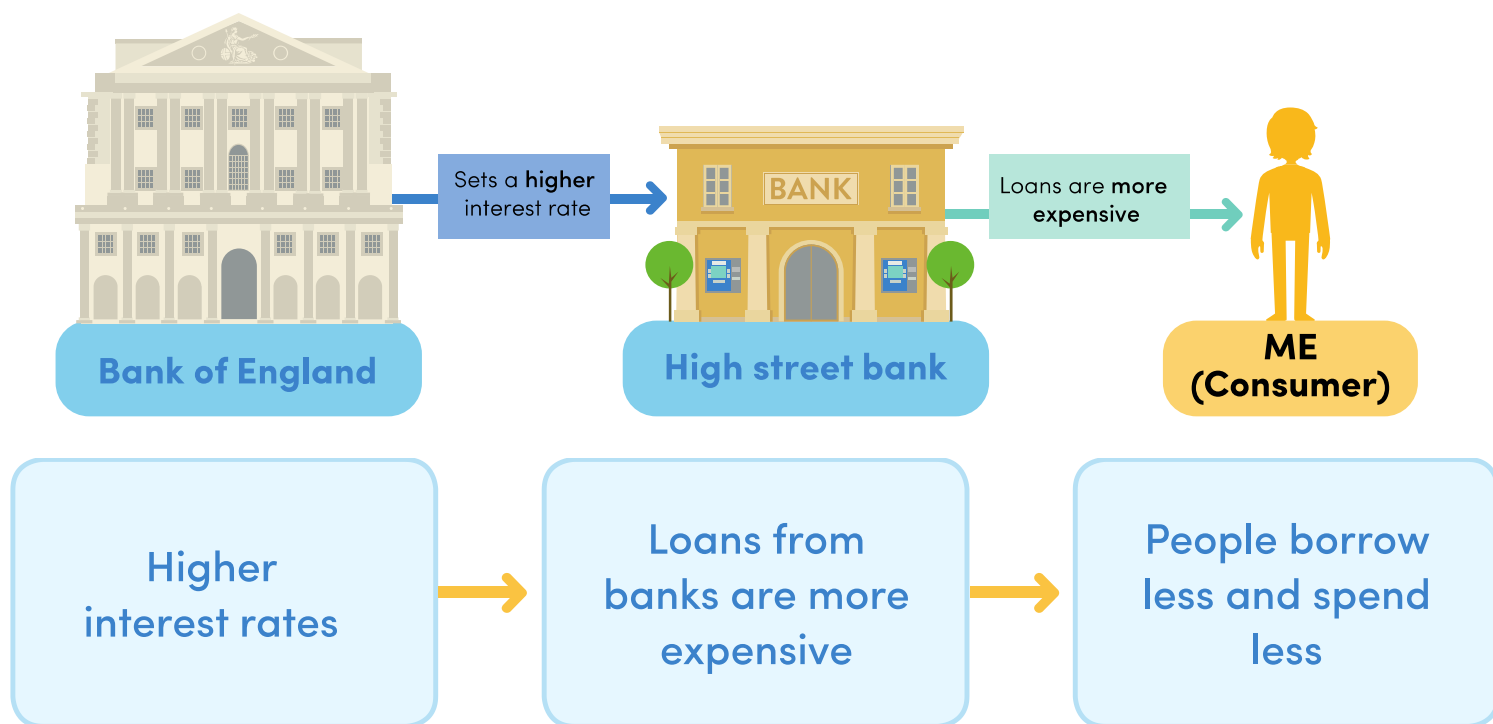 Sets a higher
interest rate
BANK
Loans are more
expensive
Bank of England
High street bank
ME
(Consumer)
Higher
interest rates
Loans from
banks are more
expensive
People borrow
less and spend
less